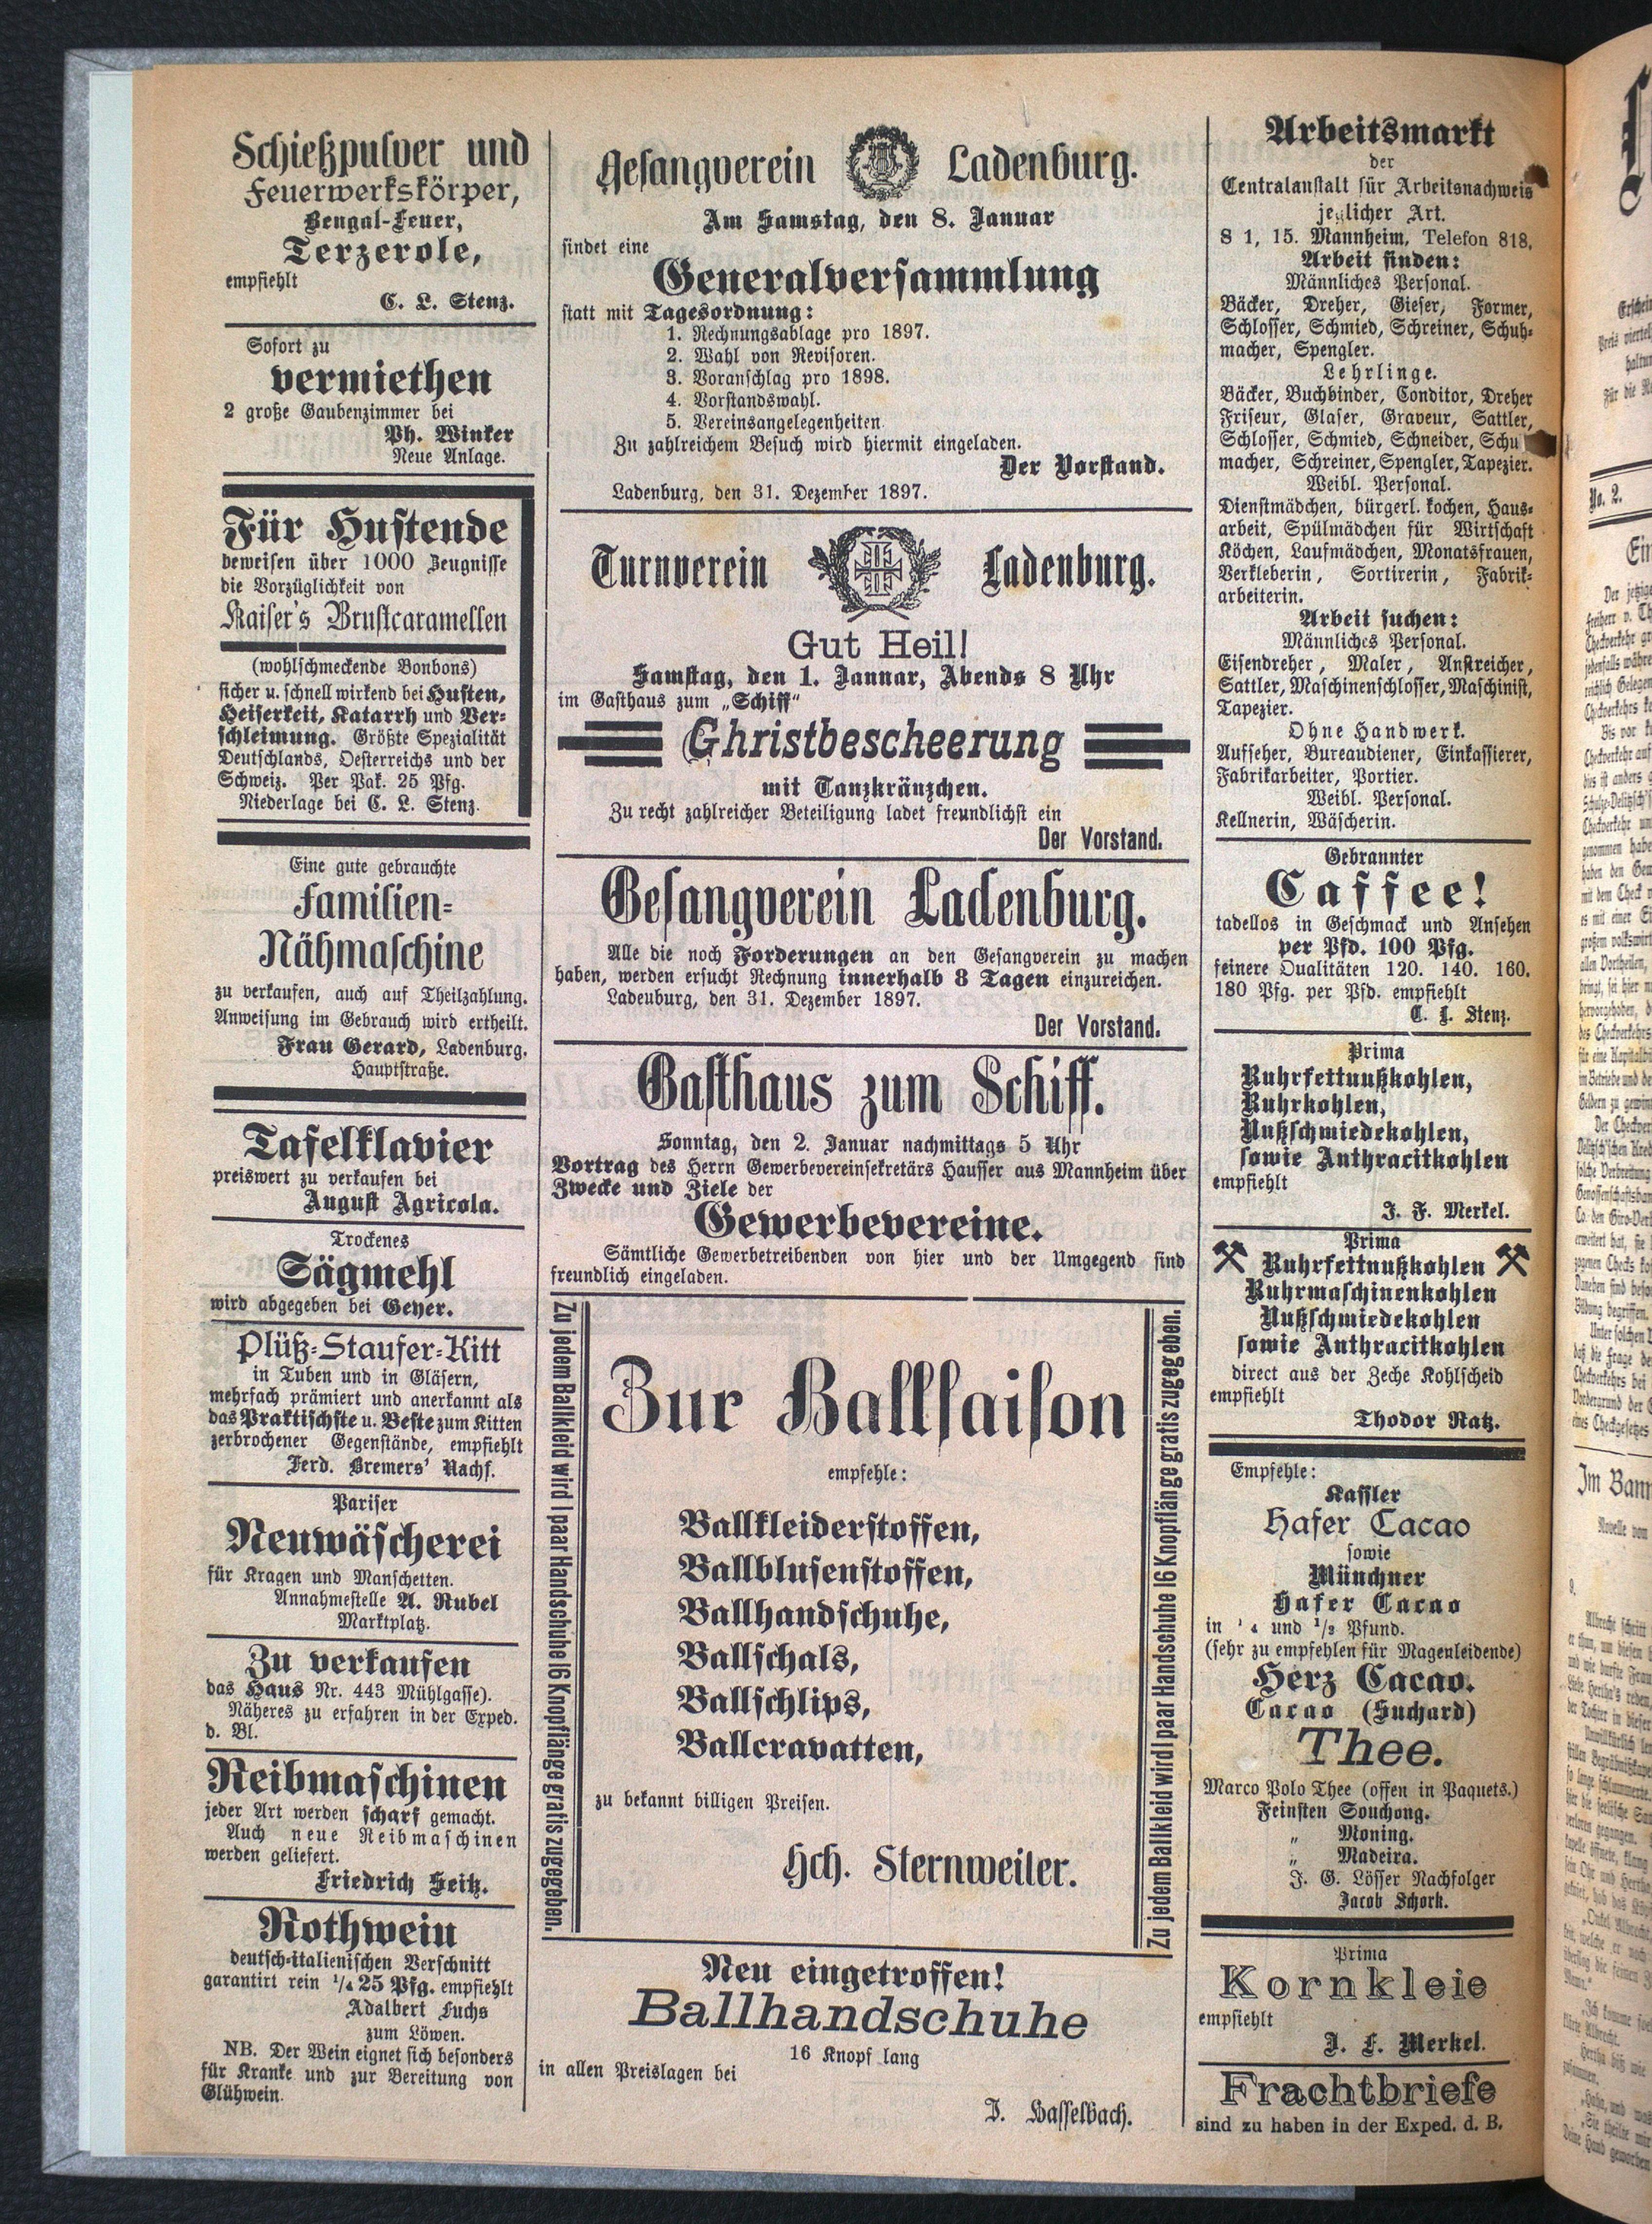 Schießpulver und
Feuerwerkskörper,
Bengal-Feuer,
Terzerole,
empfiehlt
C. L. Stenz.
Sofort zu
vermiethen
2 große Gaubenzimmer bei
Ph. Winker
Neue Anlage.
Für Hustende
beweisen über 1000 Zeugnisse
die Vorzüglichkeit von
Kaiser's Brustcaramellen
(wohlschmeckende Bonbons)
sicher u. schnell wirkend bei Husten,
Heiserkeit, Katarrh und Ver-
schleimung. Größte Spezialität
Deutschlands, Oesterreichs und der
Schweiz. Per Pak. 25 Pfg.
Niederlage bei C. L. Stenz.
Eine gute gebrauchte
Familien-
Nähmaschine
zu verkaufen, auch auf Theilzahlung.
Anweisung im Gebrauch wird ertheilt.
Frau Gerard, Ladenburg.
Hauptstraße.
Tafelklavier
preiswert zu verkaufen bei
August Agricola.
Trockenes
Sägmehl
wird abgegeben bei Geyer.
Plüß-Staufer-Kitt
in Tuben und in Gläsern,
mehrfach prämiert und anerkannt als
das Praktischste u. Beste zum Kitten
zerbrochener Gegenstände, empfiehlt
Ferd. Bremers' Nachf.
Pariser
Neuwäscherei
für Kragen und Manschetten.
Annahmestelle A. Rubel
Marktplatz.
Zu verkaufen
das Haus Nr. 443 Mühlgasse).
Näheres zu erfahren in der Exped.
d. Bl.
Reibmaschinen
jeder Art werden scharf gemacht.
Auch neue Reibmaschinen
werden geliefert.
Friedrich Seitz.
Rothwein
deutsch-italienischen Verschnitt
garantirt rein 1/4 25 Pfg. empfiehlt
Adalbert Fuchs
zum Löwen.
NB. Der Wein eignet sich besonders
für Kranke und zur Bereitung von
Glühwein.
Gesangverein Ladenburg.
Am Samstag, den 8. Januar
findet eine
Generalversammlung
statt mit Tagesordnung:
1. Rechnungsablage pro 1897.
2. Wahl von Revisoren.
3. Voranschlag pro 1898.
4. Vorstandswahl.
5. Vereinsangelegenheiten.
Zu zahlreichem Besuch wird hiermit eingeladen.
Der Vorstand.
Ladenburg, den 31. Dezember 1897.
Turnverein Ladenburg.
Gut Heil!
Samstag, den 1. Januar, Abends 8 Uhr
im Gasthaus zum „Schiff"
Christbescheerung
mit Tanzkränzchen.
Zu recht zahlreicher Beteiligung ladet freundlichst ein
Der Vorstand.
Gesangverein Ladenburg.
Alle die noch Forderungen an den Gesangverein zu machen
haben, werden ersucht Rechnung innerhalb 8 Tagen einzureichen.
Ladenburg, den 31. Dezember 1897.
Der Vorstand.
Gasthaus zum Schiff.
Sonntag, den 2. Januar nachmittags 5 Uhr
Vortrag des Herrn Gewerbevereinsekretärs Hausser aus Mannheim über
Zwecke und Ziele der
Gewerbevereine.
Sämtliche Gewerbetreibenden von hier und der Umgegend sind
freundlich eingeladen.
Zu jedem Ballkleid wird 1 paar Handschuhe 16 Knopflänge gratis zugegeben.
Zur Ballsaison
empfehle:
Ballkleiderstoffen,
Ballblusenstoffen,
Ballhandschuhe,
Ballschals,
Ballschlips,
Ballcravatten,
zu bekannt billigen Preisen.
Hch. Sternweiler.
Zu jedem Ballkleid wird 1 paar Handschuhe 16 Knopflänge gratis zugegeben.
Neu eingetroffen!
Ballhandschuhe
16 Knopf lang
in allen Preislagen bei
J. Hasselbach.
Arbeitsmarkt
der
Centralanstalt für Arbeitsnachweis
jeglicher Art.
S 1, 15. Mannheim, Telefon 818.
Arbeit finden:
Männliches Personal.
Bäcker, Dreher, Gieser, Former,
Schlosser, Schmied, Schreiner, Schuh-
macher, Spengler.
Lehrlinge.
Bäcker, Buchbinder, Conditor, Dreher
Friseur, Glaser, Graveur, Sattler,
Schlosser, Schmied, Schneider, Schu
macher, Schreiner, Spengler, Tapezier.
Weibl. Personal.
Dienstmädchen, bürgerl. kochen, Haus-
arbeit, Spülmädchen für Wirtschaft
Köchen, Laufmädchen, Monatsfrauen,
Verkleberin, Sortirerin, Fabrik-
arbeiterin.
Arbeit suchen:
Männliches Personal.
Eisendreher, Maler, Anstreicher,
Sattler, Maschinenschlosser, Maschinist,
Tapezier.
Ohne Handwerk.
Aufseher, Bureaudiener, Einkassierer,
Fabrikarbeiter, Portier.
Weibl. Personal.
Kellnerin, Wäscherin.
Gebrannter
Caffee!
tadellos in Geschmack und Ansehen
per Pfd. 100 Pfg.
feinere Qualitäten 120. 140. 160.
180 Pfg. per Pfd. empfiehlt
C. L. Stenz.
Prima
Ruhrfettnußkohlen,
Ruhrkohlen,
Nußschmiedekohlen,
sowie Anthracitkohlen
empfiehlt
J. F. Merkel.
Prima
Ruhrfettnußkohlen
Ruhrmaschinenkohlen
Nußschmiedekohlen
sowie Anthracitkohlen
direct aus der Zeche Kohlscheid
empfiehlt
Thodor Ratz.
Empfehle:
Kassler
Hafer Cacao
sowie
Münchner
Hafer Cacao
in 1/4 und 1/2 Pfund.
(sehr zu empfehlen für Magenleidende)
Herz Cacao.
Cacao (Suchard)
Thee.
Marco Polo Thee (offen in Paquets.)
Feinsten Souchong.
„ Moning.
„ Madeira.
J. G. Lösser Nachfolger
Jacob Schork.
Prima
Kornkleie
empfiehlt
J. F. Merkel.
Frachtbriefe
sind zu haben in der Exped. d. B.
No. 2.